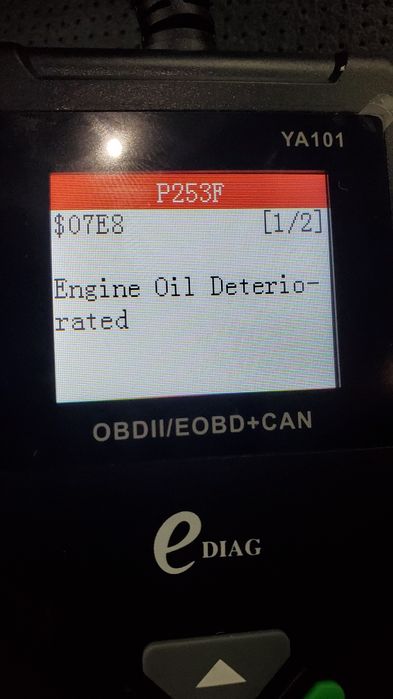 YA101
P253F
$07E8 [1/2]
Engine Oil Deterio-
rated
OBDII/EOBD+CAN
eDIAG